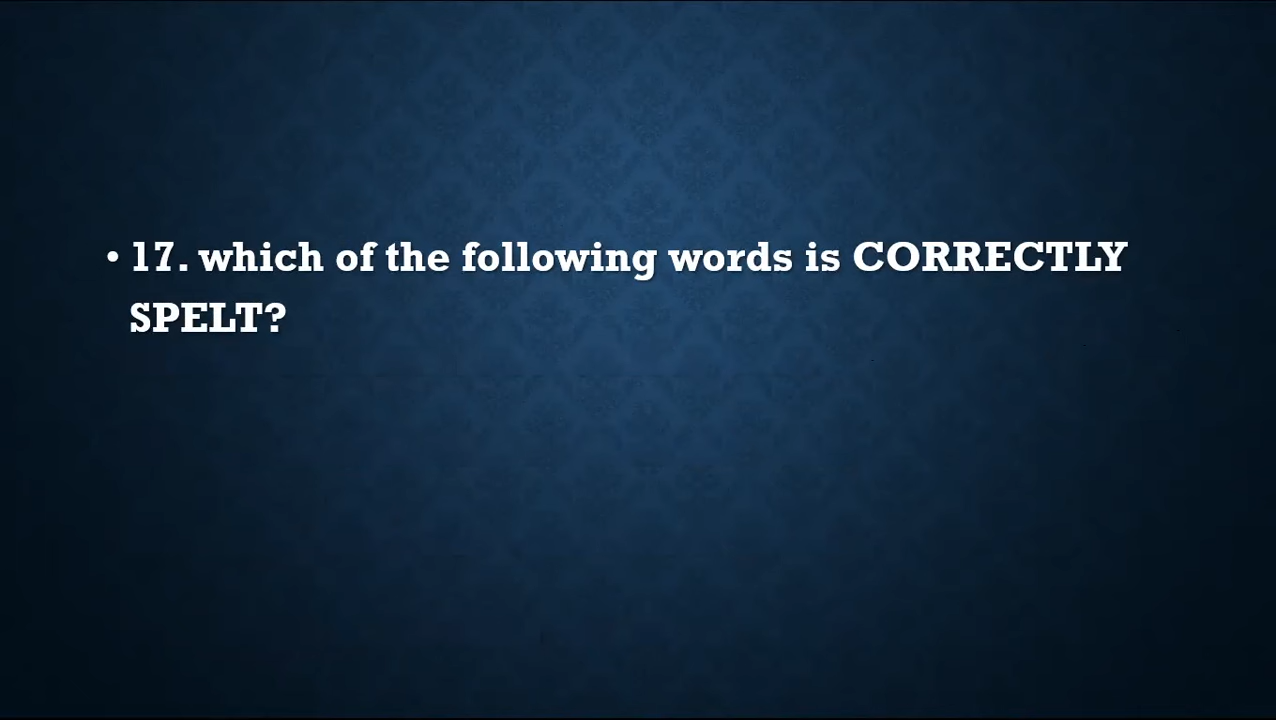 • 17. which of the following words is CORRECTLY
SPELT?